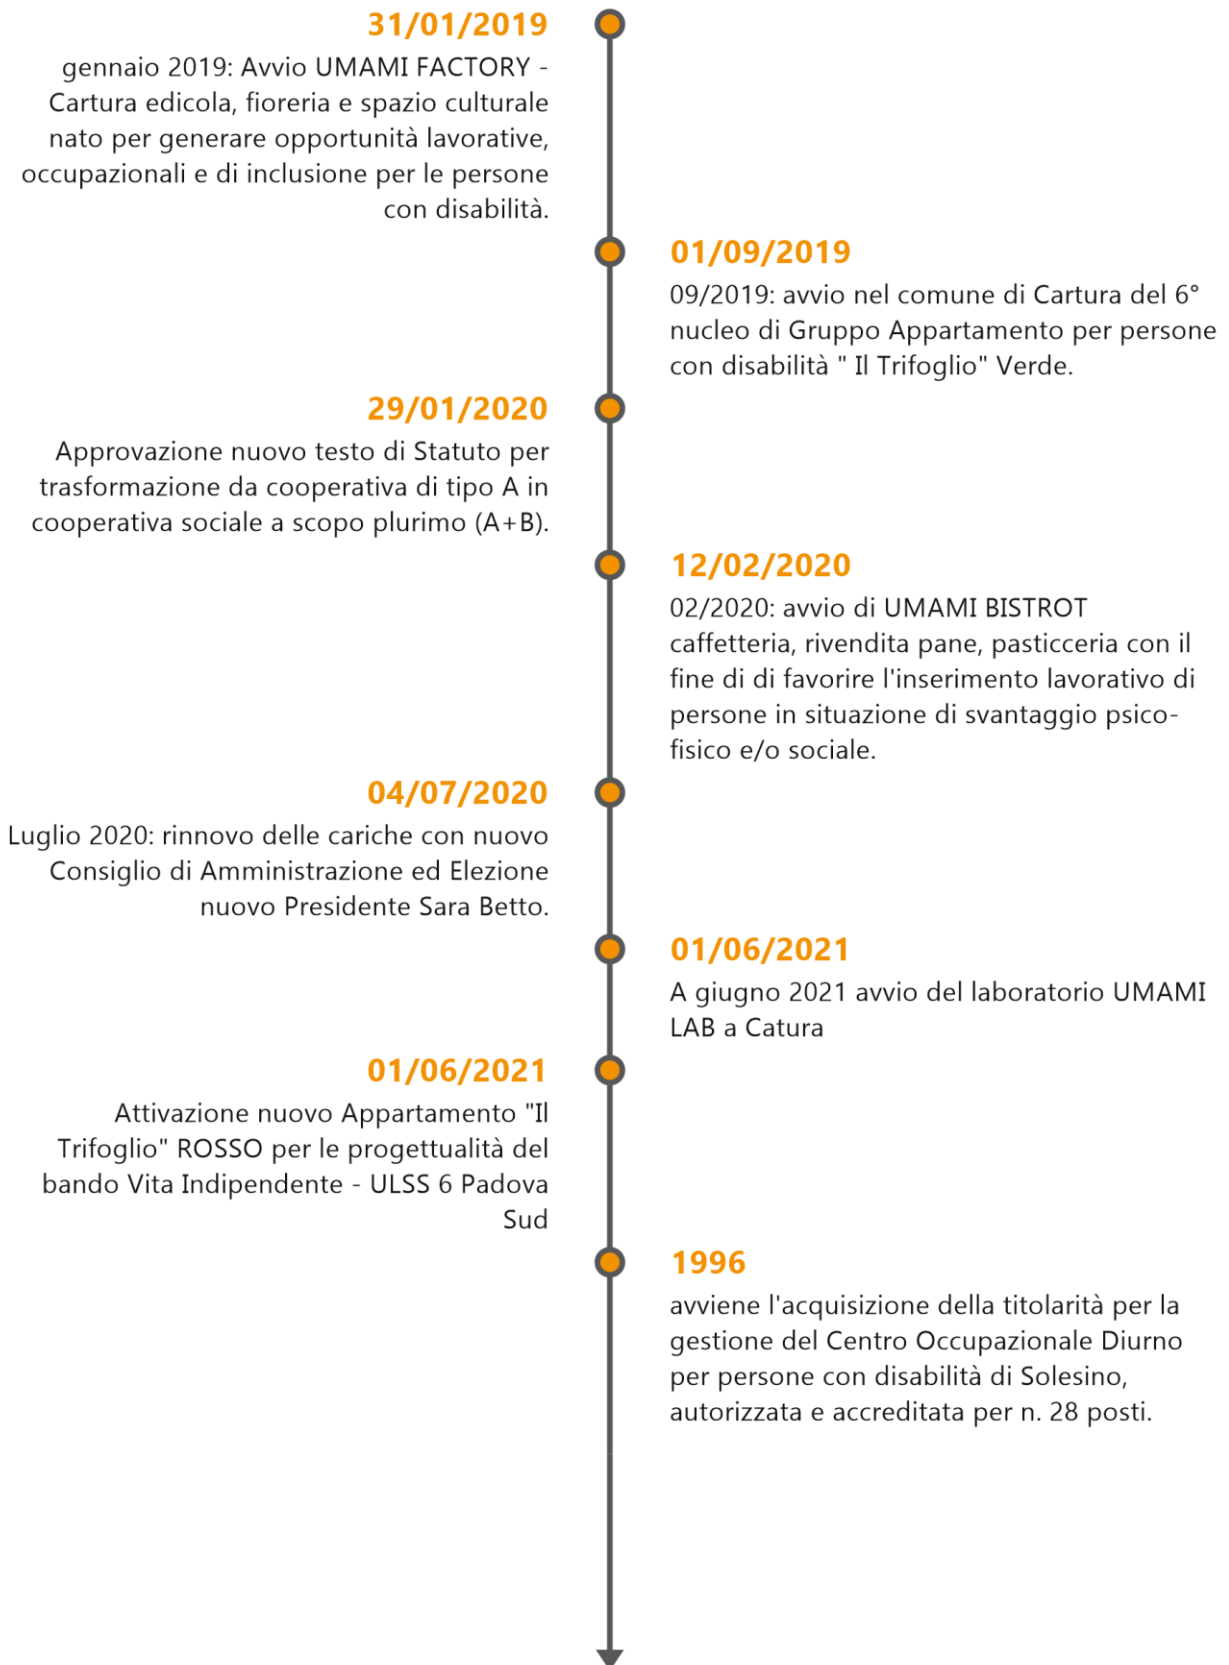 31/01/2019
gennaio 2019: Avvio UMAMI FACTORY -
Cartura edicola, fioreria e spazio culturale
nato per generare opportunità lavorative,
occupazionali e di inclusione per le persone
con disabilità.
01/09/2019
09/2019: avvio nel comune di Cartura del 6°
nucleo di Gruppo Appartamento per persone
con disabilità " Il Trifoglio" Verde.
29/01/2020
Approvazione nuovo testo di Statuto per
trasformazione da cooperativa di tipo A in
cooperativa sociale a scopo plurimo (A+B).
12/02/2020
02/2020: avvio di UMAMI BISTROT
caffetteria, rivendita pane, pasticceria con il
fine di di favorire l'inserimento lavorativo di
persone in situazione di svantaggio psico-
fisico e/o sociale.
04/07/2020
Luglio 2020: rinnovo delle cariche con nuovo
Consiglio di Amministrazione ed Elezione
nuovo Presidente Sara Betto.
01/06/2021
A giugno 2021 avvio del laboratorio UMAMI
LAB a Catura
01/06/2021
Attivazione nuovo Appartamento "Il
Trifoglio" ROSSO per le progettualità del
bando Vita Indipendente - ULSS 6 Padova
Sud
1996
avviene l'acquisizione della titolarità per la
gestione del Centro Occupazionale Diurno
per persone con disabilità di Solesino,
autorizzata e accreditata per n. 28 posti.